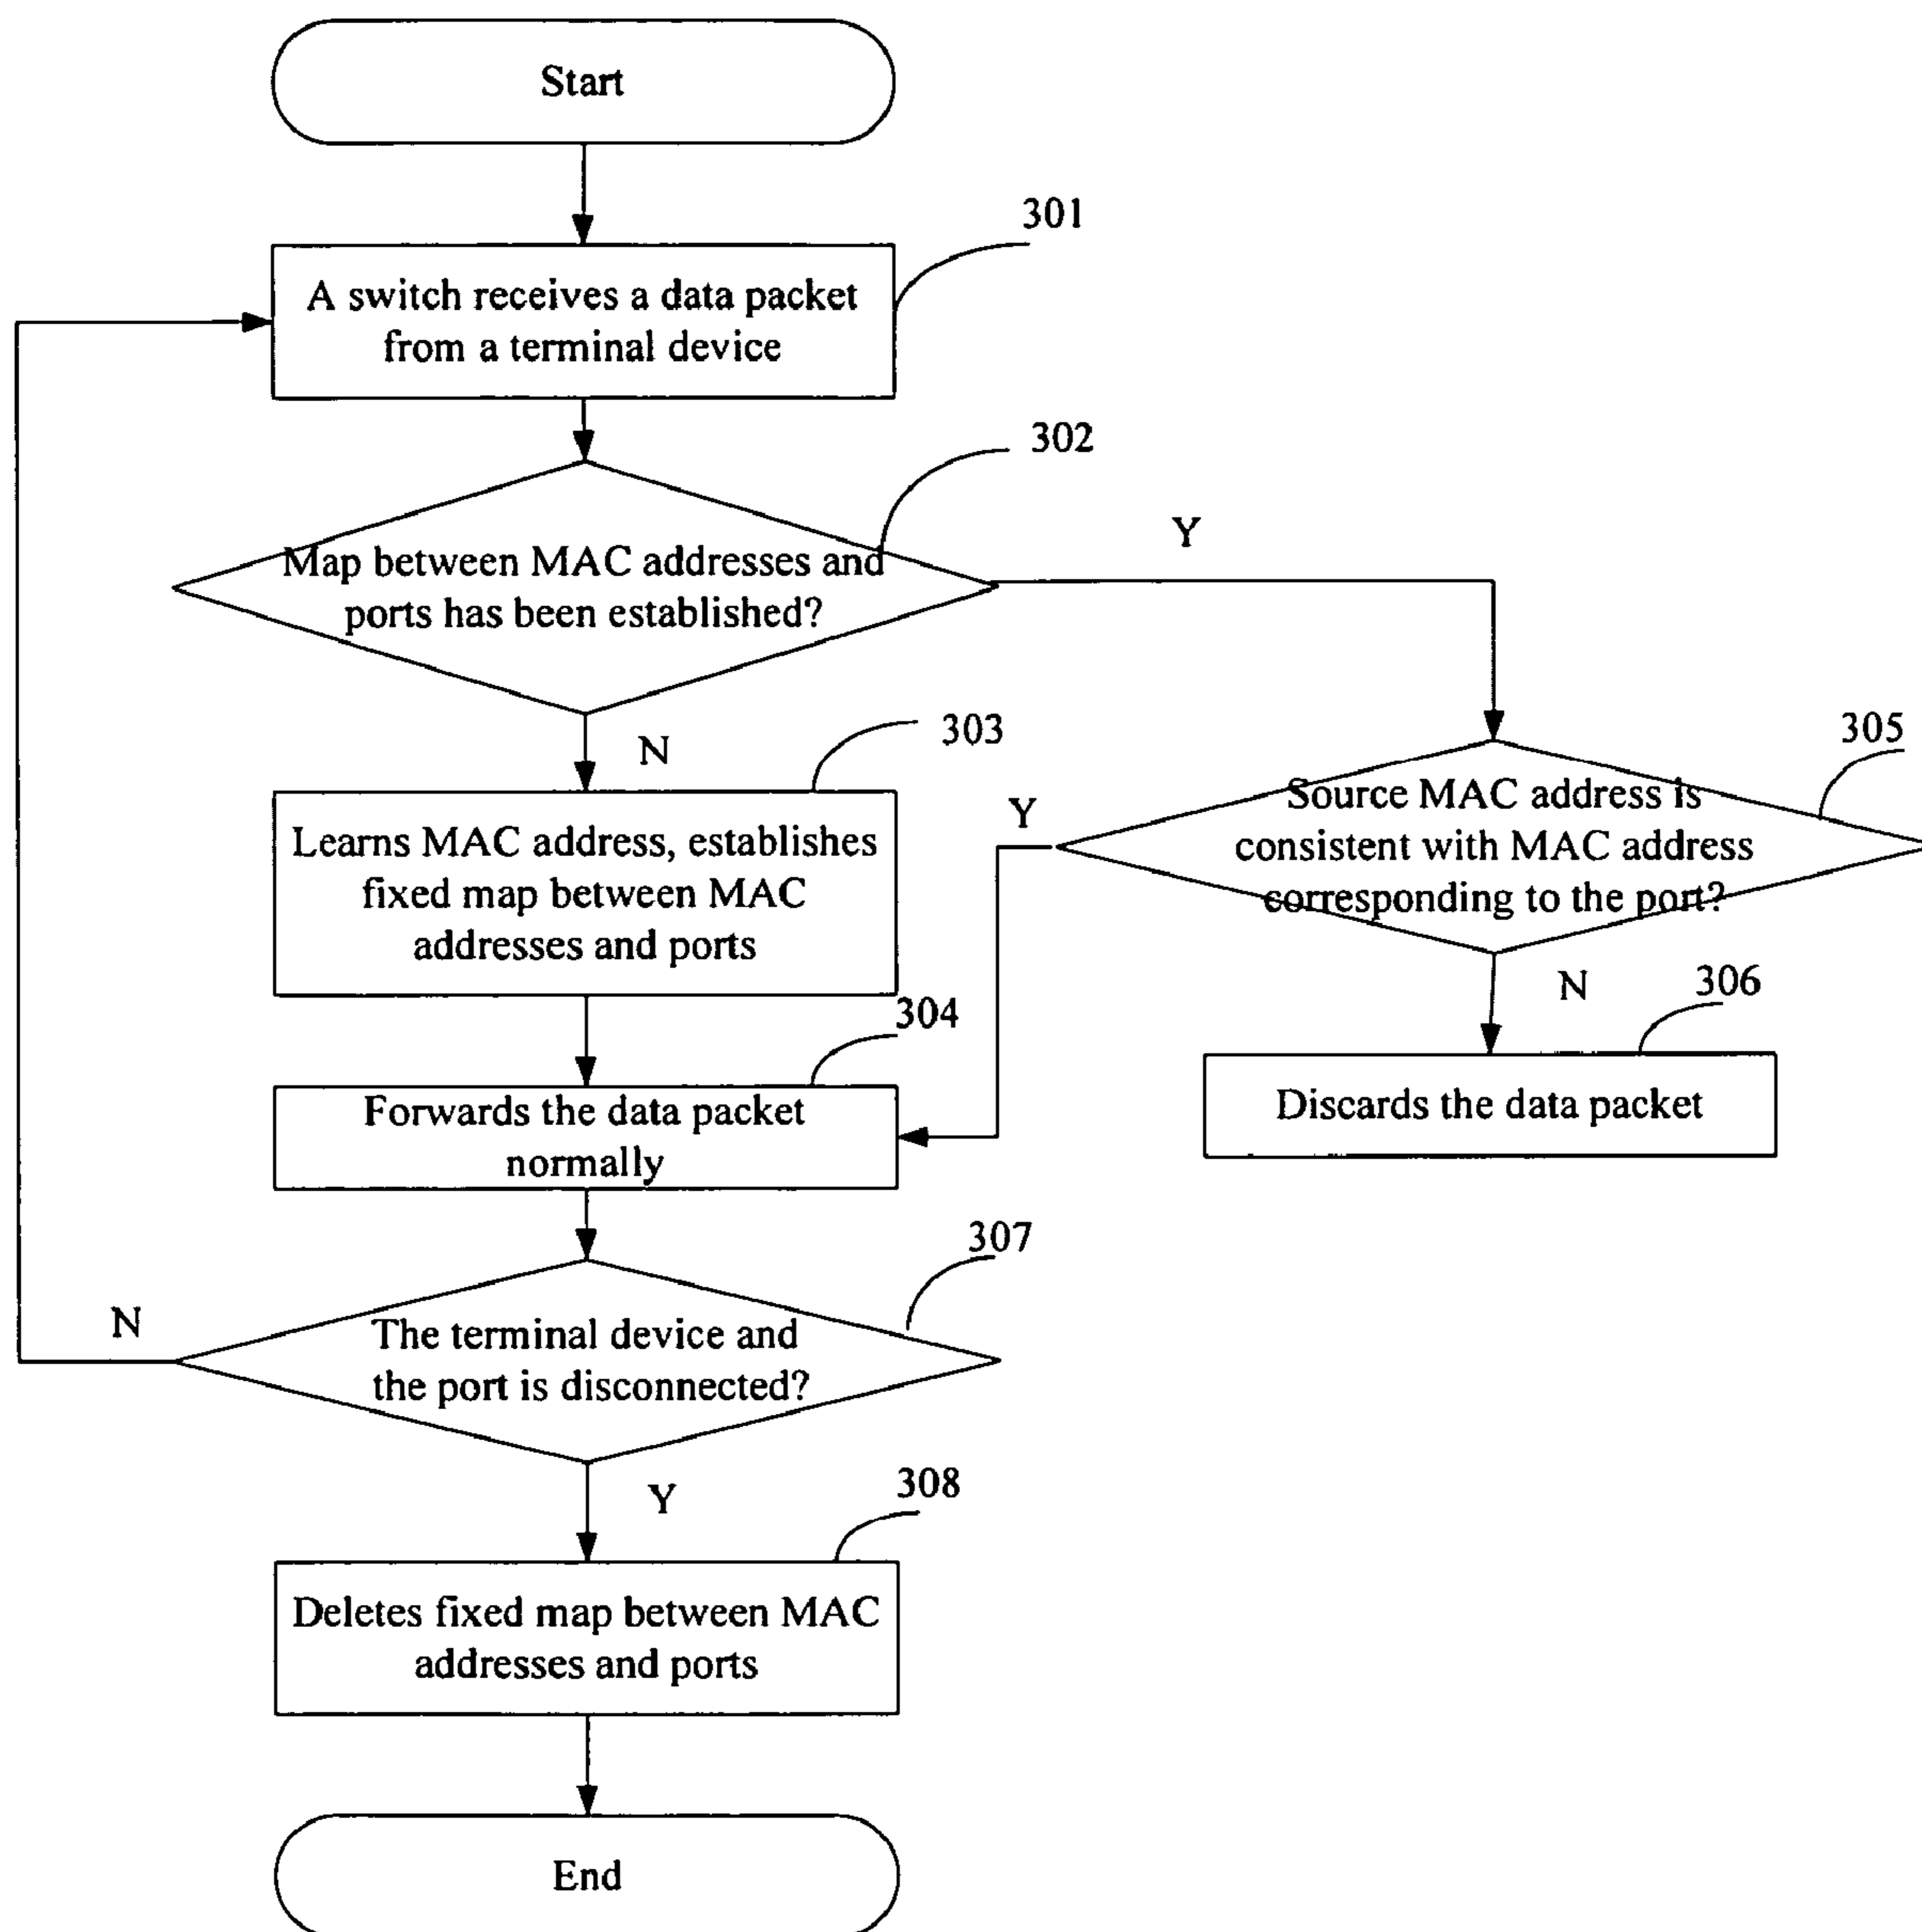 Start
301
A switch receives a data packet
from a terminal device
302
Map between MAC addresses and
ports has been established?
Y
N
303
Learns MAC address, establishes
fixed map between MAC
addresses and ports
305
Source MAC address is
consistent with MAC address
corresponding to the port?
Y
N
304
Forwards the data packet
normally
306
Discards the data packet
307
The terminal device and
the port is disconnected?
N
Y
308
Deletes fixed map between MAC
addresses and ports
End